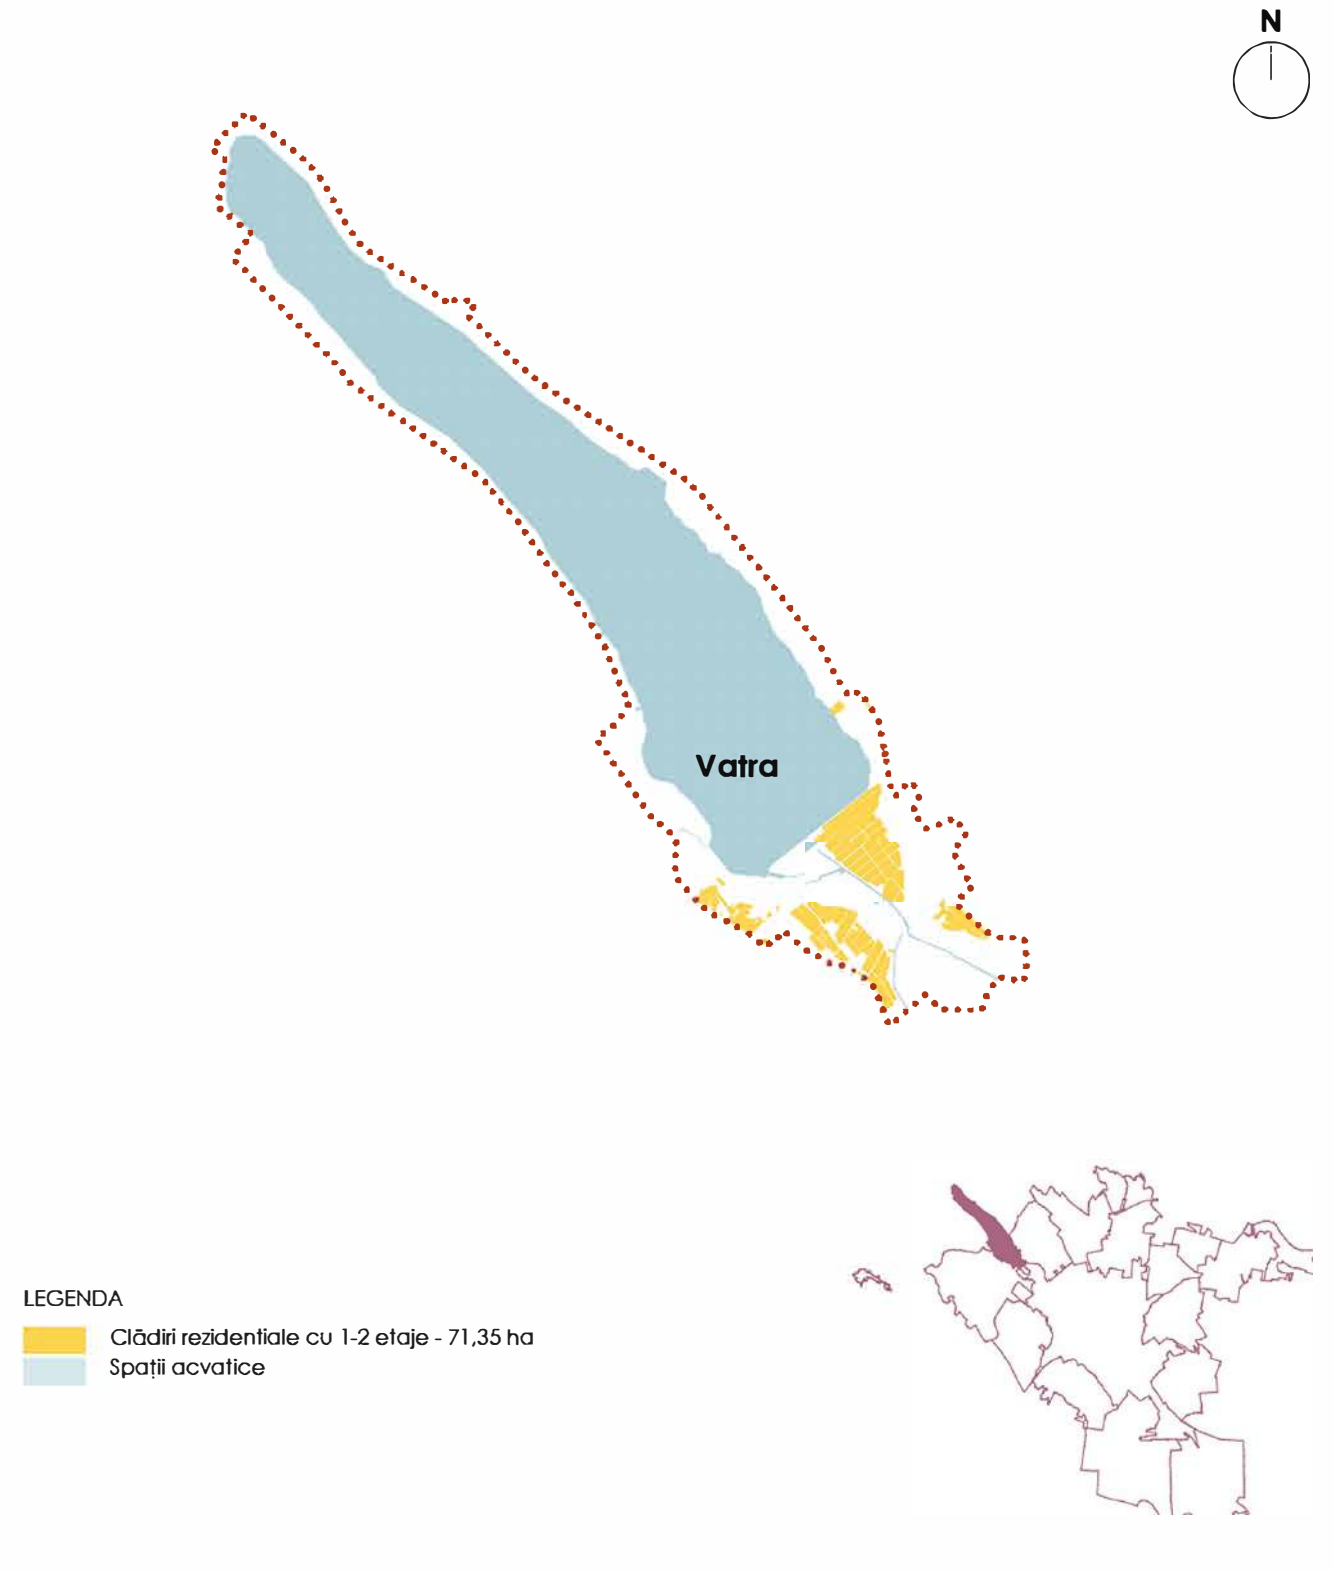 N
Vatra
LEGENDA
Clădiri rezidentiale cu 1-2 etaje - 71,35 ha
Spații acvatice